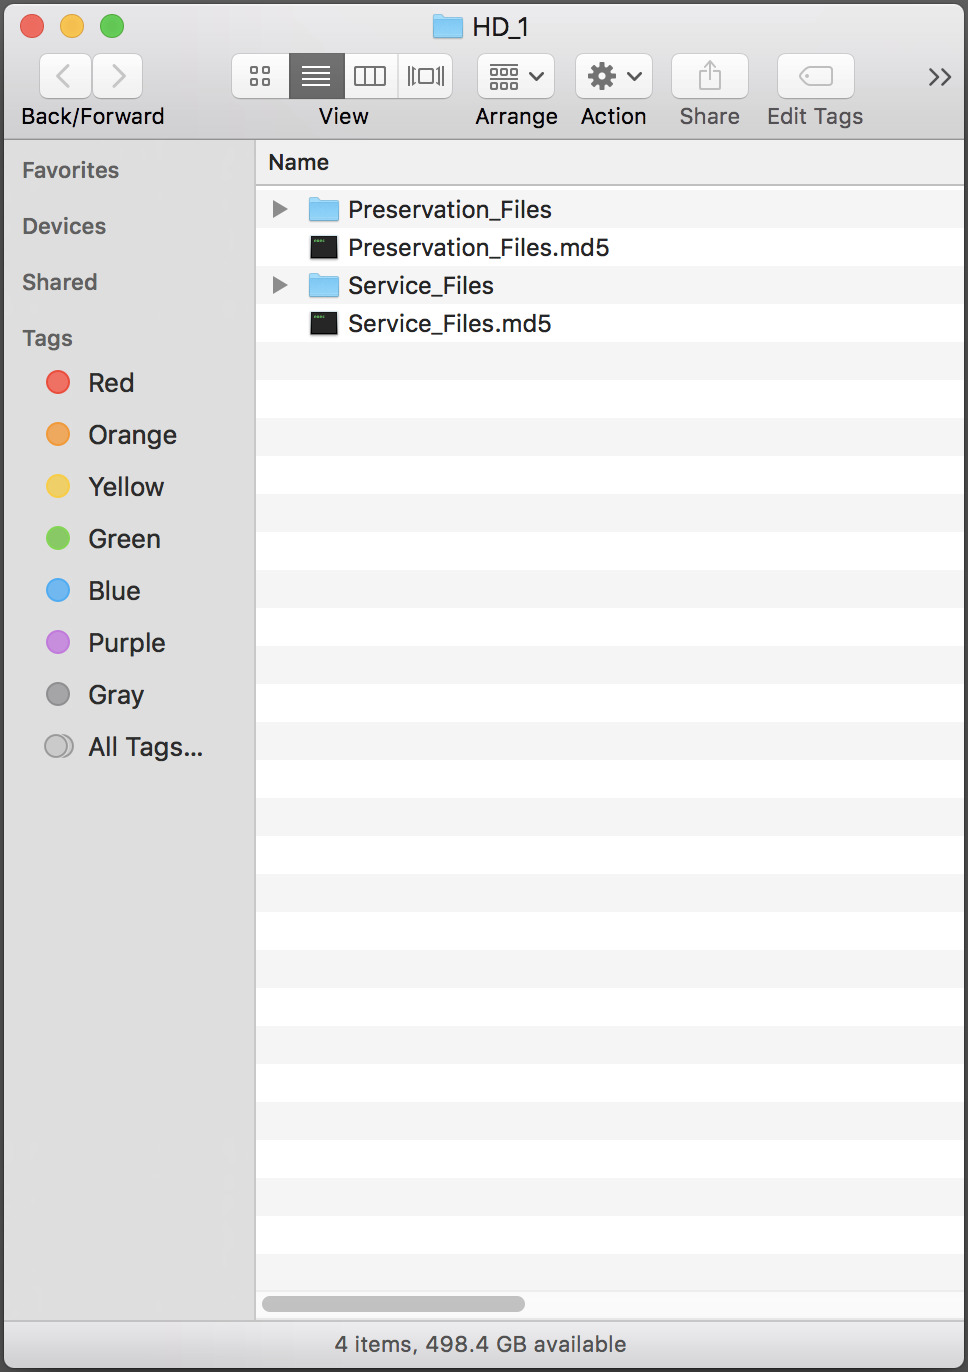 HD_1
Back/Forward View Arrange Action Share Edit Tags
Favorites
Devices
Shared
Tags
Red
Orange
Yellow
Green
Blue
Purple
Gray
All Tags...
Name
Preservation_Files
Preservation_Files.md5
Service_Files
Service_Files.md5
4 items, 498.4 GB available